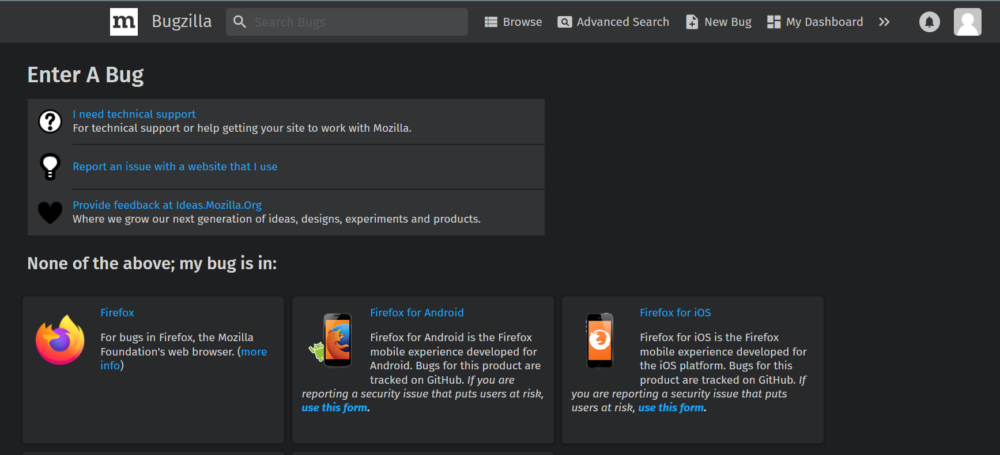 m Bugzilla Search Bugs Browse Advanced Search New Bug My Dashboard
Enter A Bug
I need technical support
For technical support or help getting your site to work with Mozilla.
Report an issue with a website that I use
Provide feedback at Ideas.Mozilla.Org
Where we grow our next generation of ideas, designs, experiments and products.
None of the above; my bug is in:
Firefox
For bugs in Firefox, the Mozilla
Foundation's web browser. (more
info)
Firefox for Android
Firefox for Android is the Firefox
mobile experience developed for
Android. Bugs for this product are
tracked on GitHub. If you are
reporting a security issue that puts users at risk,
use this form.
Firefox for iOS
Firefox for iOS is the Firefox
mobile experience developed for
the iOS platform. Bugs for this
product are tracked on GitHub. If
you are reporting a security issue that puts
users at risk, use this form.